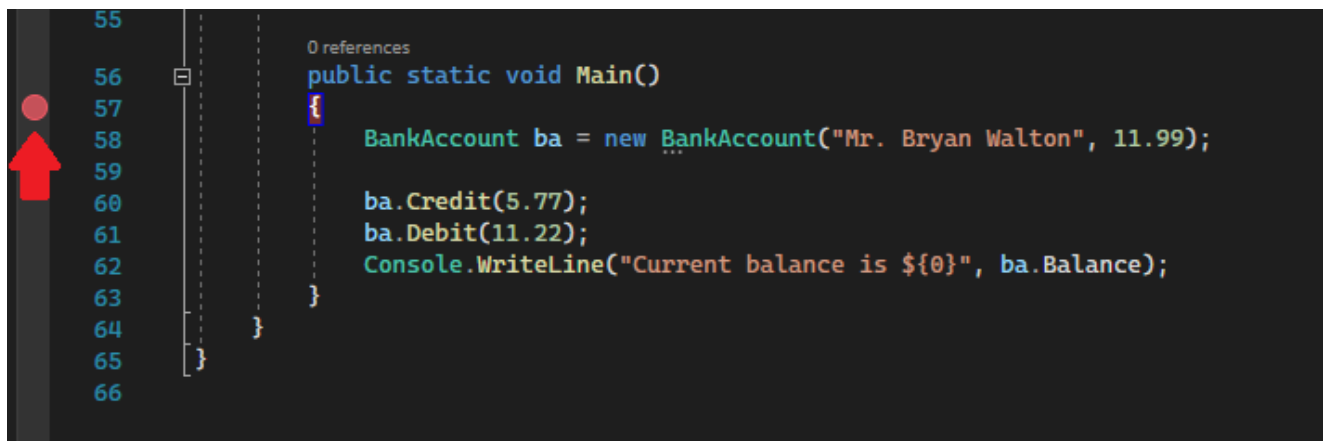 55
0 references
56 public static void Main()
57 {
58 BankAccount ba = new BankAccount("Mr. Bryan Walton", 11.99);
59
60 ba.Credit(5.77);
61 ba.Debit(11.22);
62 Console.WriteLine("Current balance is ${0}", ba.Balance);
63 }
64 }
65 }
66